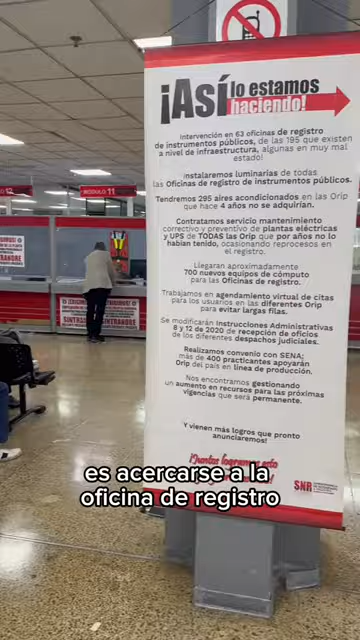 ¡Así lo estamos
haciendo!
Intervención en 63 oficinas de registro
de instrumentos públicos, de las 195 que existen
a nivel de infraestructura, algunas en muy mal
estado!
Instalaremos luminarias de todas
las Oficinas de registro de instrumentos públicos.
Tendremos 295 aires acondicionados en las Orip
que hace 4 años no se adquirían.
Contratamos servicio mantenimiento
correctivo y preventivo de plantas eléctricas
y UPS de TODAS las Orip que por años no lo
habían tenido, ocasionando reprocesos en
el registro.
Llegaran aproximadamente
700 nuevos equipos de cómputo
para las Oficinas de registro.
Trabajamos en agendamiento virtual de citas
para los usuarios en las diferentes Orip
para evitar largas filas.
Se modificarán Instrucciones Administrativas
8 y 12 de 2020 de recepción de oficios
de los diferentes despachos judiciales.
Realizamos convenio con SENA;
más de 400 practicantes apoyarán
Orip del país en línea de producción.
Nos encontramos gestionando
un aumento en recursos para las próximas
vigencias que será permanente.
Y vienen más logros que pronto
anunciaremos!
¡Juntos logramos esto
SNR
MÓDULO 11
es acercarse a la
oficina de registro